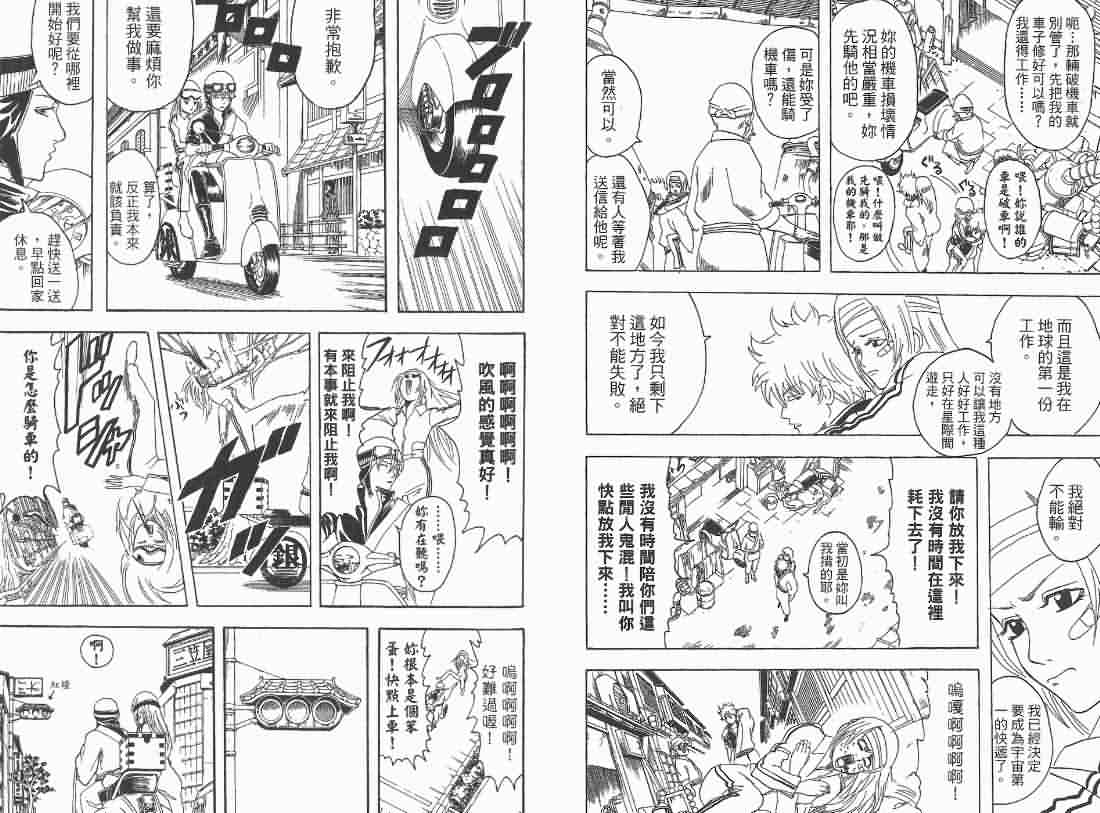 呃…那輛破機車就
別管了，先把我的
車子修好可以嗎？
我還得工作……
喂！妳說誰的
車是破車啊！
妳的機車損壞情
況相當嚴重，妳
先騎他的吧。
喂！什麼叫做
先騎我的，那是
我的機車耶！
可是妳受了
傷，還能騎
機車嗎？
當然可以。
還有人等著我
送信給他呢。
而且這是我在
地球的第一份
工作。
沒有地方
可以讓我這種
人好好工作，
只好在星際間
遊走，
如今我只剩下
這地方了，絕
對不能失敗。
我絕對
不能輸。
我已經決定
要成為宇宙第
一的快遞了。
請你放我下來！
我沒有時間在這裡
耗下去了！
當初是妳叫
我揹的耶。
我沒有時間陪你們這
些閒人鬼混！我叫你
快點放我下來……
嗚嘎啊啊啊啊！
ブロロロロ
非常抱歉，
還要麻煩你
幫我做事。
算了，
反正我本來
就該負責。
我們要從哪裡
開始好呢？
趕快送一送
，早點回家
休息。
啊啊啊啊啊啊！
吹風的感覺真好！
來阻止我啊！
有本事就來阻止我啊！
……喂……
妳有在聽嗎？
ガッ
銀
你是怎麼騎車的！
嗚啊啊啊啊啊！
好難過喔！
妳根本是個笨
蛋！快點上車！
啊！
紅燈